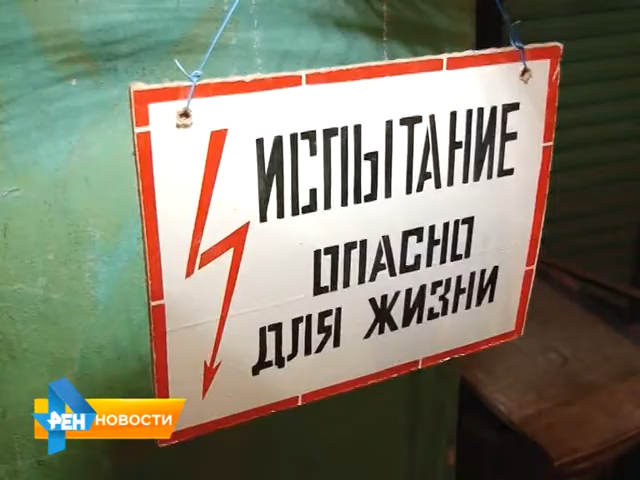 ИСПЫТАНИЕ
ОПАСНО
ДЛЯ ЖИЗНИ
РЕН НОВОСТИ